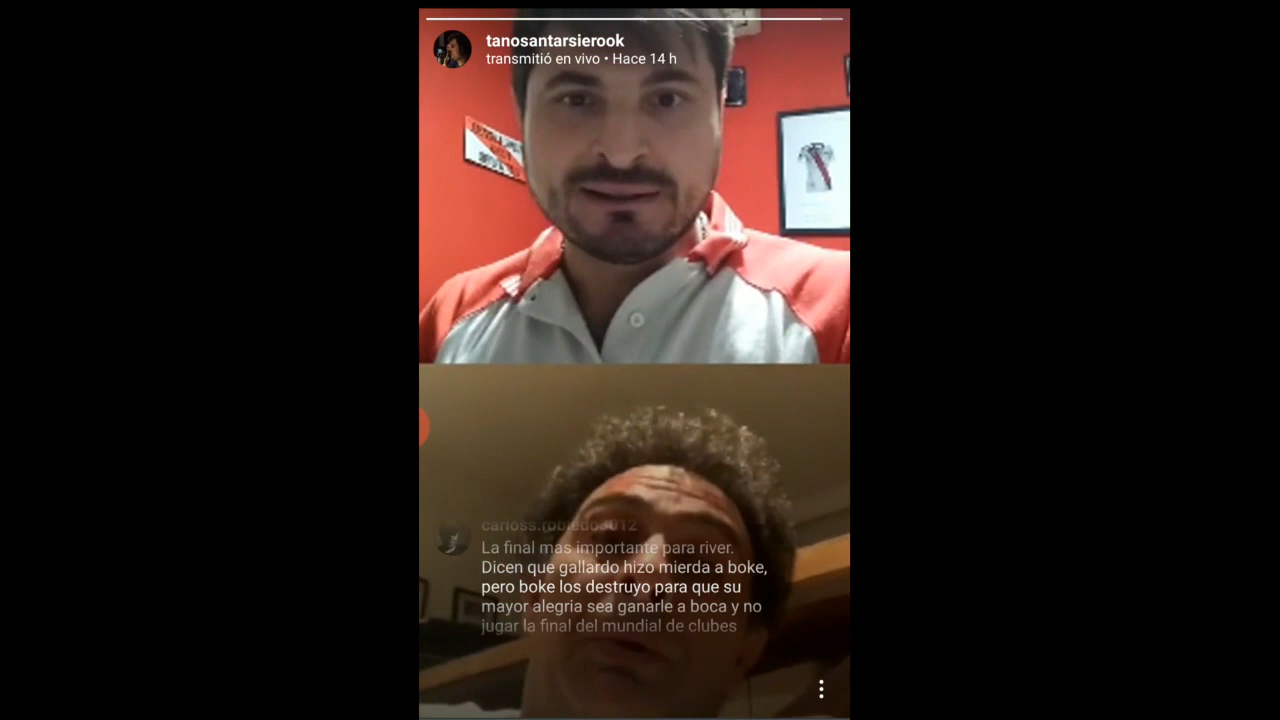 tanosantarsierook
transmitió en vivo • Hace 14 h
carloss.robledo3012
La final mas importante para river.
Dicen que gallardo hizo mierda a boke,
pero boke los destruyo para que su
mayor alegria sea ganarle a boca y no
jugar la final del mundial de clubes